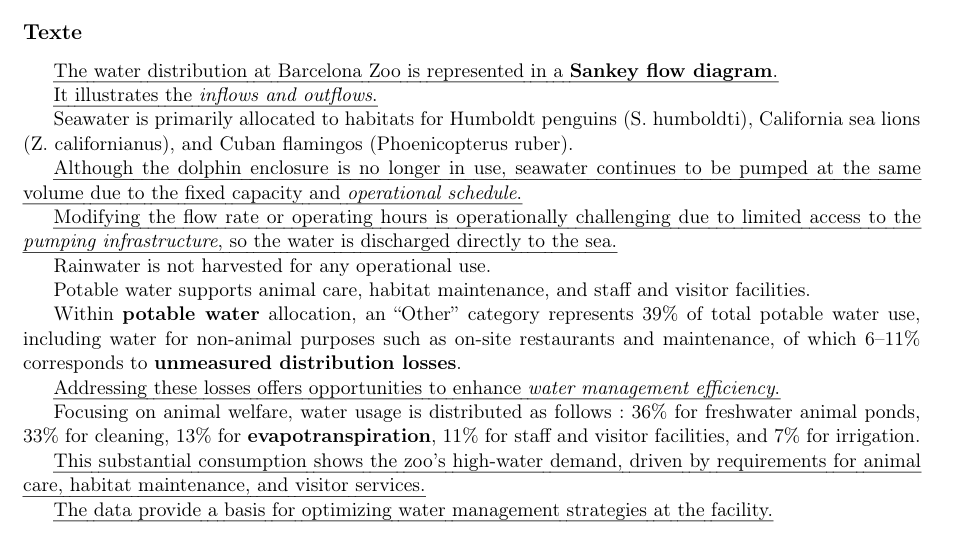 Texte
The water distribution at Barcelona Zoo is represented in a Sankey flow diagram.
It illustrates the inflows and outflows.
Seawater is primarily allocated to habitats for Humboldt penguins (S. humboldti), California sea lions
(Z. californianus), and Cuban flamingos (Phoenicopterus ruber).
Although the dolphin enclosure is no longer in use, seawater continues to be pumped at the same
volume due to the fixed capacity and operational schedule.
Modifying the flow rate or operating hours is operationally challenging due to limited access to the
pumping infrastructure, so the water is discharged directly to the sea.
Rainwater is not harvested for any operational use.
Potable water supports animal care, habitat maintenance, and staff and visitor facilities.
Within potable water allocation, an “Other” category represents 39% of total potable water use,
including water for non-animal purposes such as on-site restaurants and maintenance, of which 6–11%
corresponds to unmeasured distribution losses.
Addressing these losses offers opportunities to enhance water management efficiency.
Focusing on animal welfare, water usage is distributed as follows : 36% for freshwater animal ponds,
33% for cleaning, 13% for evapotranspiration, 11% for staff and visitor facilities, and 7% for irrigation.
This substantial consumption shows the zoo’s high-water demand, driven by requirements for animal
care, habitat maintenance, and visitor services.
The data provide a basis for optimizing water management strategies at the facility.